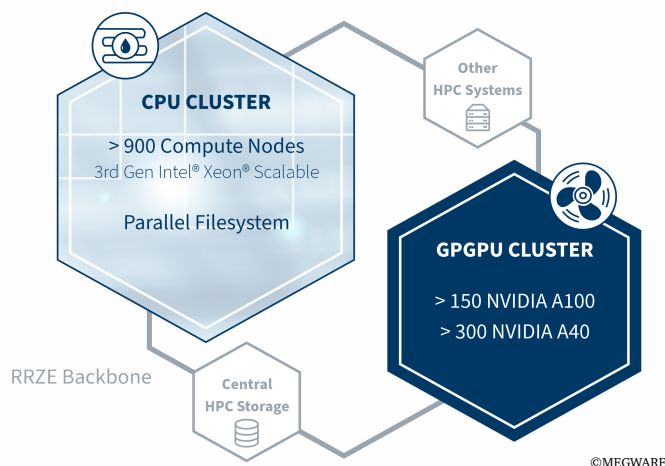 CPU CLUSTER
> 900 Compute Nodes
3rd Gen Intel® Xeon® Scalable
Parallel Filesystem
Other
HPC Systems
GPGPU CLUSTER
> 150 NVIDIA A100
> 300 NVIDIA A40
RRZE Backbone
Central
HPC Storage
©MEGWARE